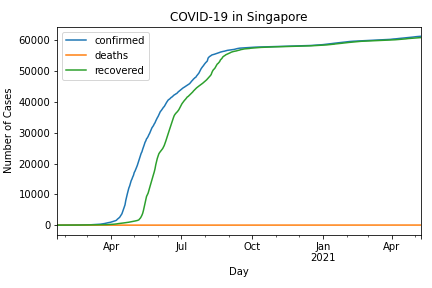 COVID-19 in Singapore
confirmed
deaths
recovered
Number of Cases
60000
50000
40000
30000
20000
10000
0
Apr Jul Oct Jan Apr
2021
Day